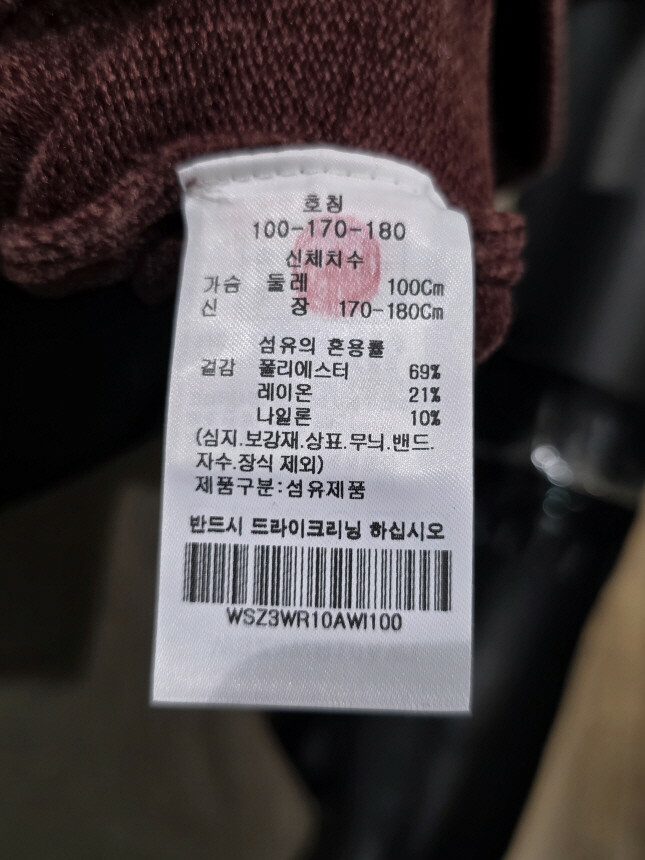 호칭
100-170-180
신체치수
가슴 둘레 100Cm
신 장 170-180Cm
섬유의 혼용률
겉감 폴리에스터 69%
레이온 21%
나일론 10%
(심지.보강재.상표.무늬.밴드.
자수.장식 제외)
제품구분:섬유제품
반드시 드라이크리닝 하십시오
WSZ3WR10AWI100